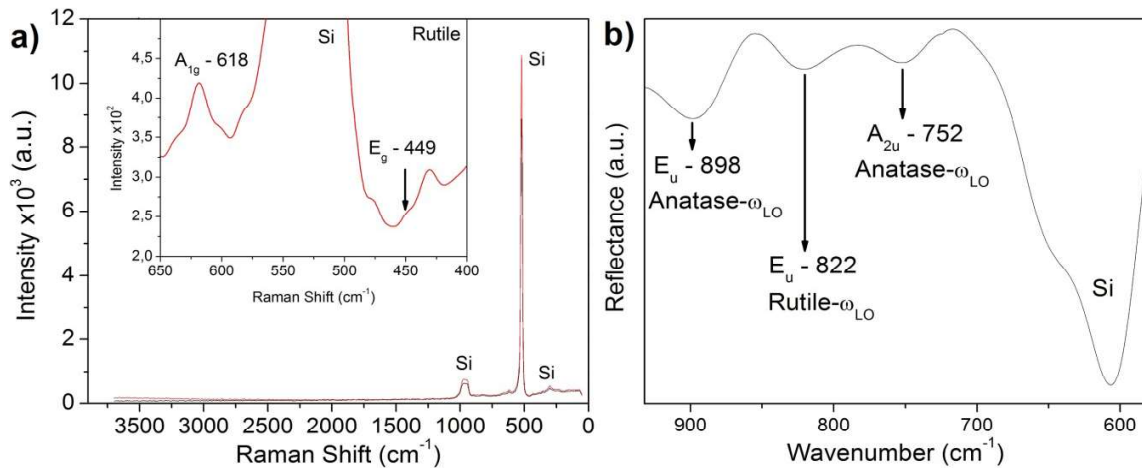 a)
Intensity x10³ (a.u.)
12
10
8
6
4
2
0
3500 3000 2500 2000 1500 1000 500 0
Raman Shift (cm⁻¹)
Si
Si
Si
Intensity x10² (a.u.)
5,0
4,5
4,0
3,5
3,0
2,5
2,0
650 600 550 500 450 400
Raman Shift (cm⁻¹)
Si
Rutile
A₁g - 618
Eg - 449
b)
Reflectance (a.u.)
Eᵤ - 898
Anatase-ωLO
Eᵤ - 822
Rutile-ωLO
A₂ᵤ - 752
Anatase-ωLO
Si
900 800 700 600
Wavenumber (cm⁻¹)